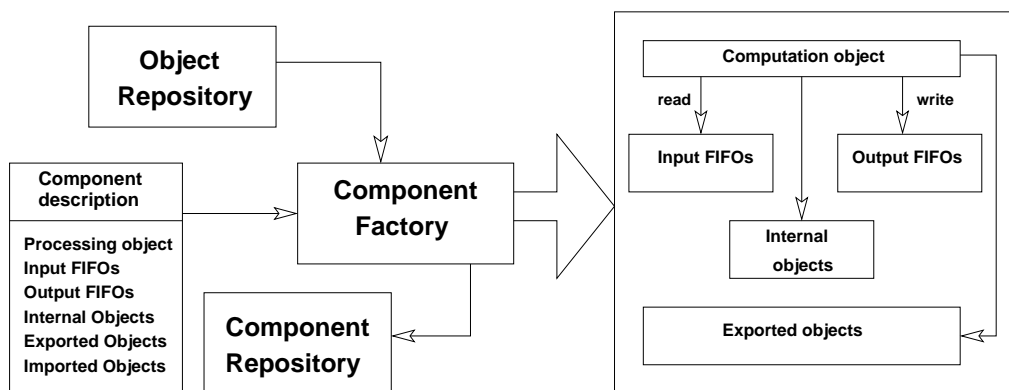 Object
Repository
Component
description
Processing object
Input FIFOs
Output FIFOs
Internal Objects
Exported Objects
Imported Objects
Component
Factory
Component
Repository
Computation object
read
write
Input FIFOs
Output FIFOs
Internal
objects
Exported objects